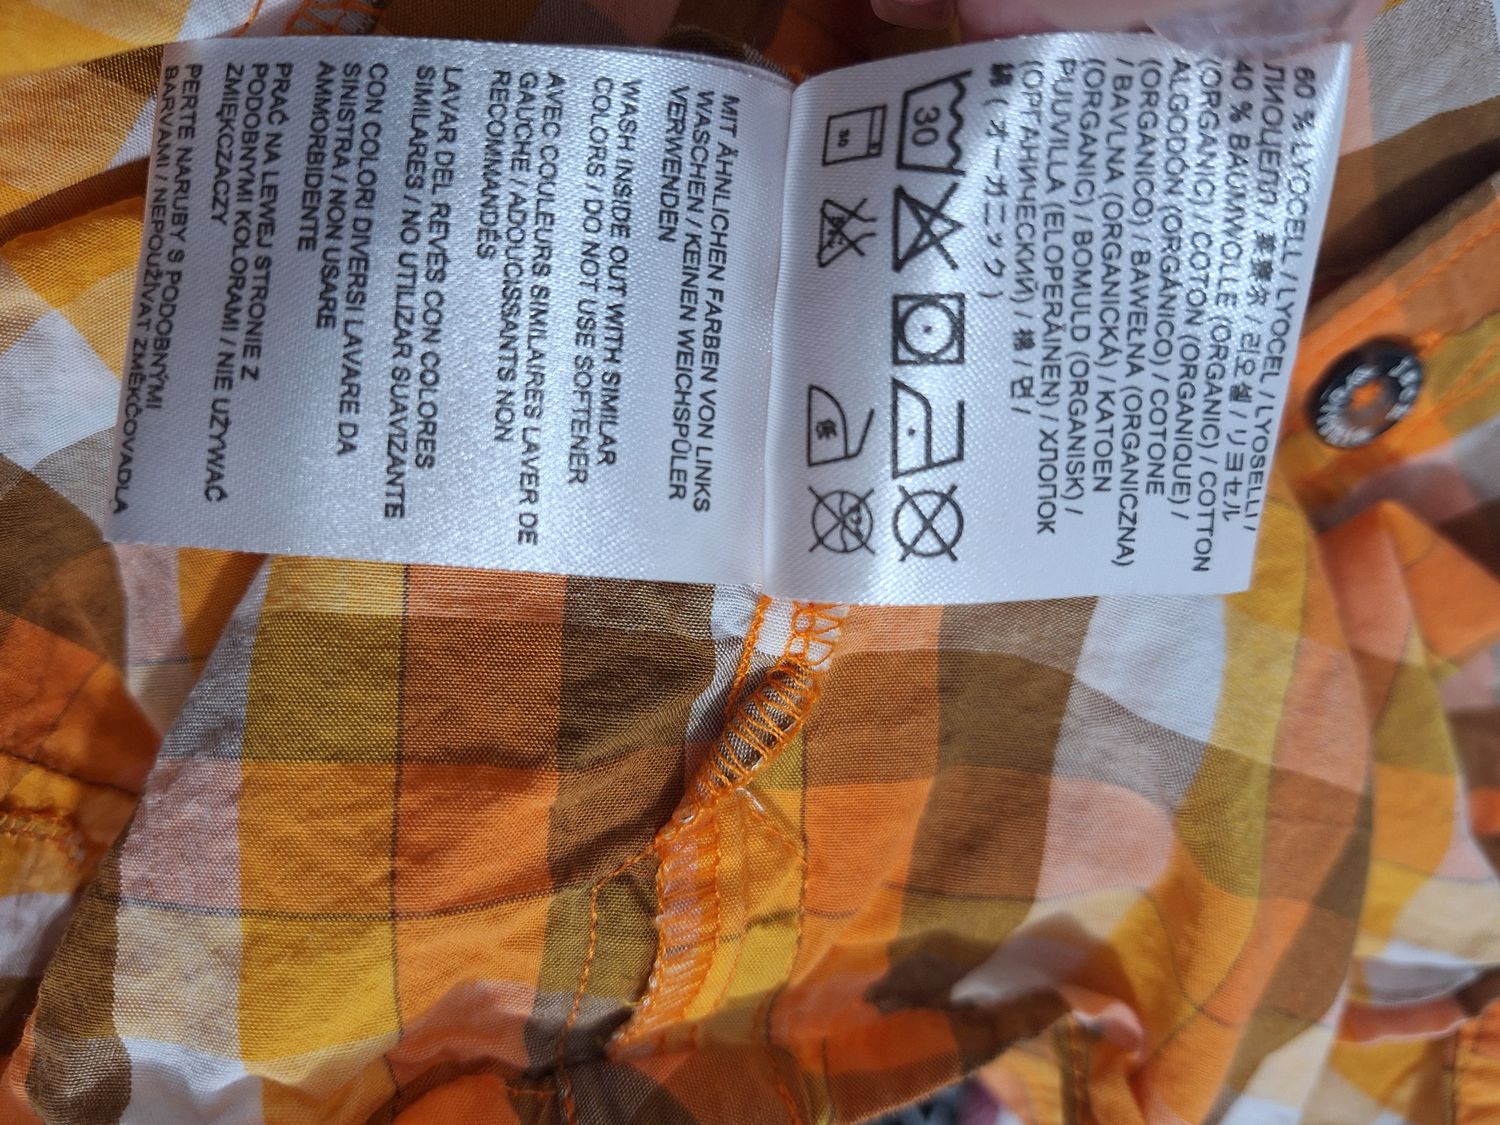 60 % LYOCELL / LYOCEL / LYOSELLI /
ЛИОЦЕЛЛ / 莱赛尔 / 리오셀 / リヨセル
40 % BAUMWOLLE (ORGANIC) / COTTON
(ORGANIC) / COTON (ORGANIQUE) /
ALGODÓN (ORGÁNICO) / COTONE
(ORGANICO) / BAWEŁNA (ORGANICZNA)
/ BAVLNA (ORGANICKÁ) / KATOEN
(ORGANIC) / BOMULD (ORGANISK) /
PUUVILLA (ELOPERÄINEN) / ХЛОПОК
(ОРГАНИЧЕСКИЙ) / 棉 / 면 /
綿 (オーガニック)
30
30
MIT ÄHNLICHEN FARBEN VON LINKS
WASCHEN / KEINEN WEICHSPÜLER
VERWENDEN
WASH INSIDE OUT WITH SIMILAR
COLORS / DO NOT USE SOFTENER
AVEC COULEURS SIMILAIRES LAVER DE
GAUCHE / ADOUCISSANTS NON
RECOMMANDÉS
LAVAR DEL REVÉS CON COLORES
SIMILARES / NO UTILIZAR SUAVIZANTE
CON COLORI DIVERSI LAVARE DA
SINISTRA / NON USARE
AMMORBIDENTE
PRAĆ NA LEWEJ STRONIE Z
PODOBNYMI KOLORAMI / NIE UŻYWAĆ
ZMIĘKCZACZY
PERTE NARUBY S PODOBNÝMI
BARVAMI / NEPOUŽÍVAT ZMĚKČOVADLA